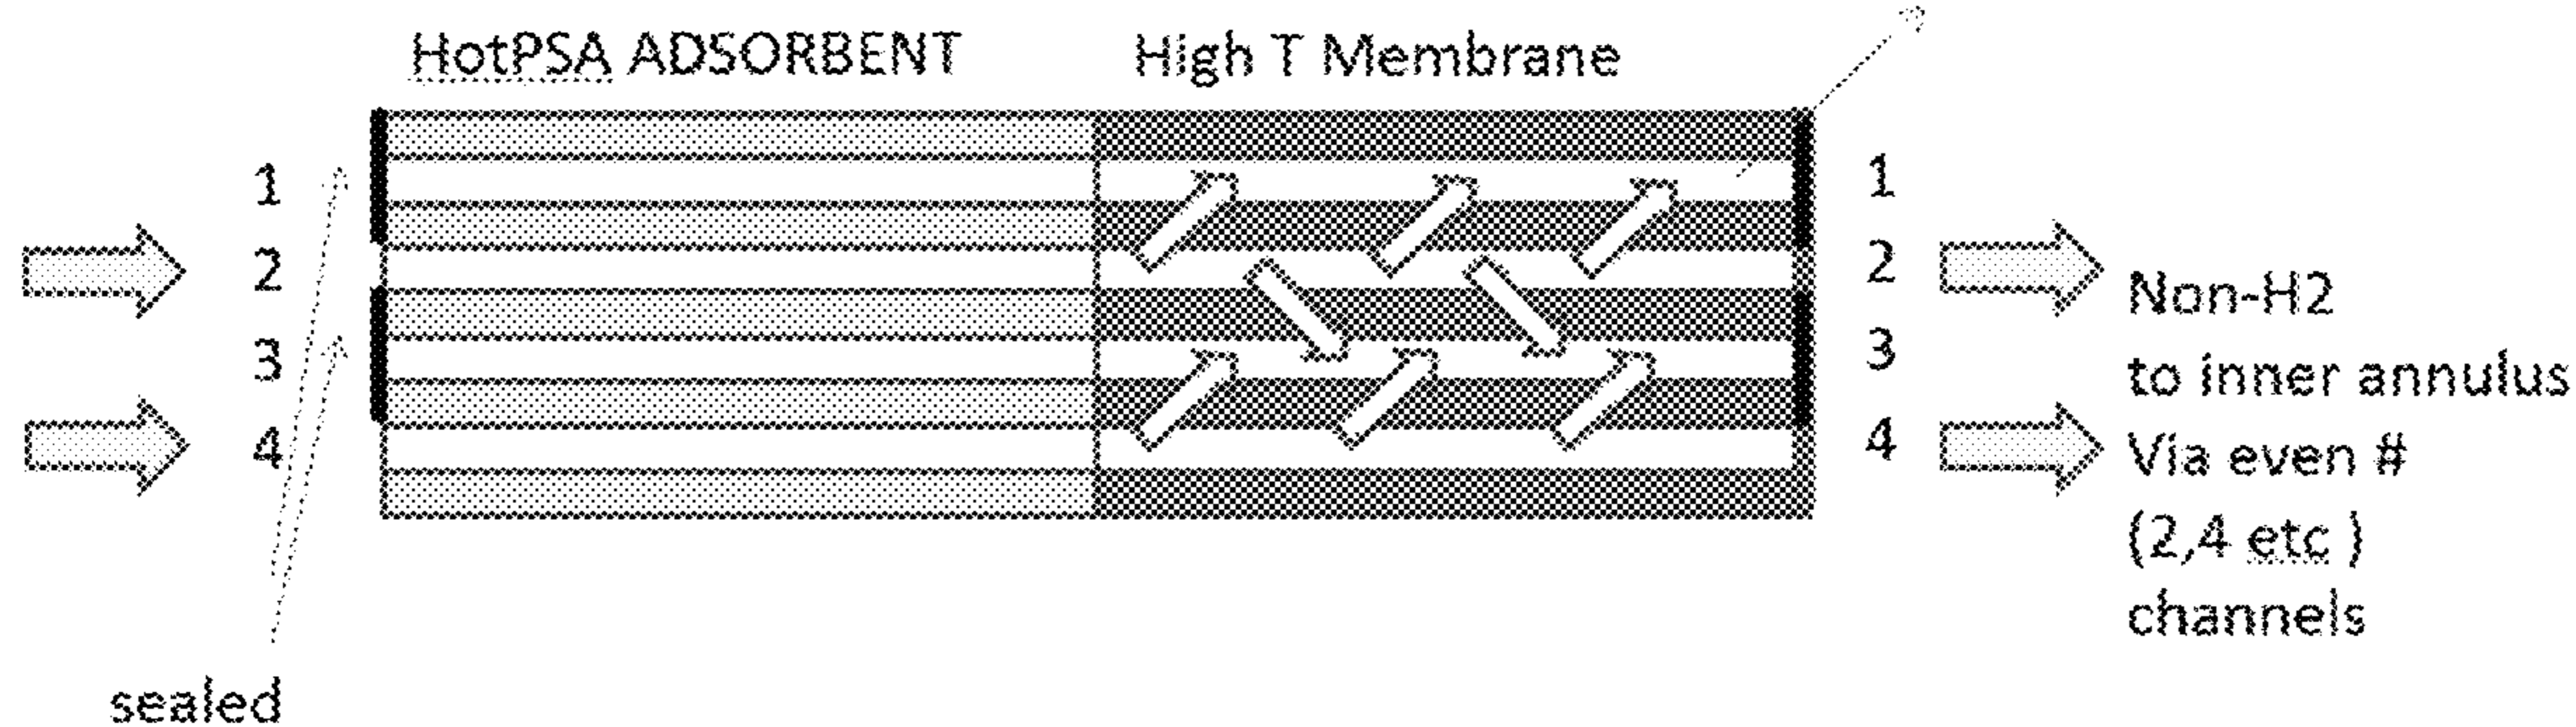 HotPSA ADSORBENT
High T Membrane
1
2
3
4
1
2
3
4
Non-H2
to inner annulus
Via even #
(2,4 etc )
channels
sealed